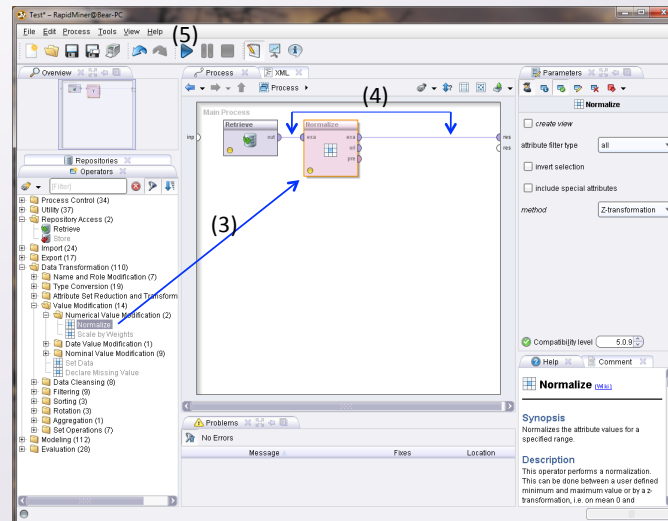 Test* – RapidMiner@Bear-PC
File Edit Process Tools View Help
(5)
Overview
Process
XML
Parameters
Process
(4)
Normalize
Main Process
Retrieve
Normalize
inp
out
exa
exa
ori
pre
res
res
create view
attribute filter type
all
invert selection
include special attributes
method
Z-transformation
Repositories
Operators
[Filter]
(3)
Process Control (34)
Utility (37)
Repository Access (2)
Retrieve
Store
Import (24)
Export (17)
Data Transformation (110)
Name and Role Modification (7)
Type Conversion (19)
Attribute Set Reduction and Transform
Value Modification (14)
Numerical Value Modification (2)
Normalize
Scale by Weights
Date Value Modification (1)
Nominal Value Modification (9)
Set Data
Declare Missing Value
Data Cleansing (8)
Filtering (9)
Sorting (3)
Rotation (3)
Aggregation (1)
Set Operations (7)
Modeling (112)
Evaluation (28)
Compatibility level
5.0.9
Help
Comment
Normalize (Wiki)
Synopsis
Normalizes the attribute values for a
specified range.
Description
This operator performs a normalization.
This can be done between a user defined
minimum and maximum value or by a z-
transformation, i.e. on mean 0 and
Problems
No Errors
Message
Fixes
Location